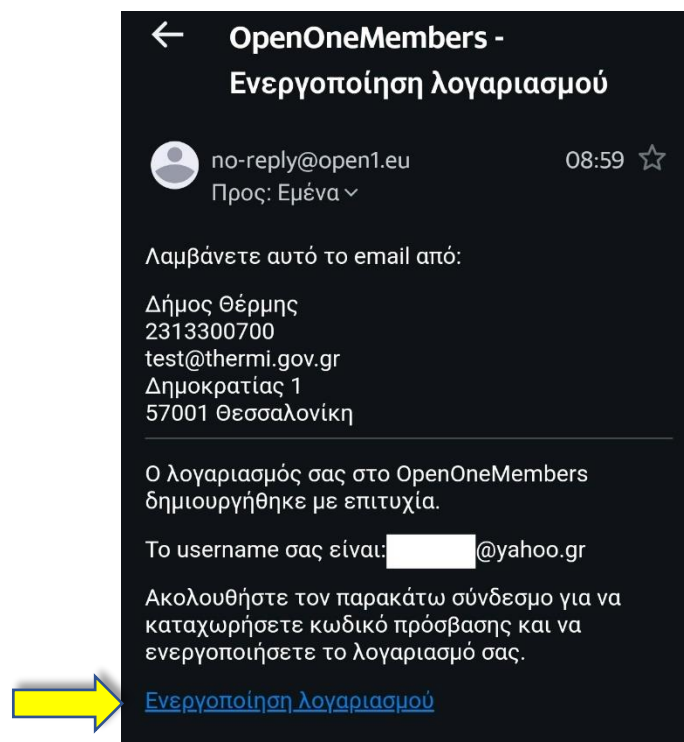 OpenOneMembers -
Ενεργοποίηση λογαριασμού
no-reply@open1.eu 08:59
Προς: Εμένα
Λαμβάνετε αυτό το email από:
Δήμος Θέρμης
2313300700
test@thermi.gov.gr
Δημοκρατίας 1
57001 Θεσσαλονίκη
Ο λογαριασμός σας στο OpenOneMembers
δημιουργήθηκε με επιτυχία.
Το username σας είναι: @yahoo.gr
Ακολουθήστε τον παρακάτω σύνδεσμο για να
καταχωρήσετε κωδικό πρόσβασης και να
ενεργοποιήσετε το λογαριασμό σας.
Ενεργοποίηση λογαριασμού